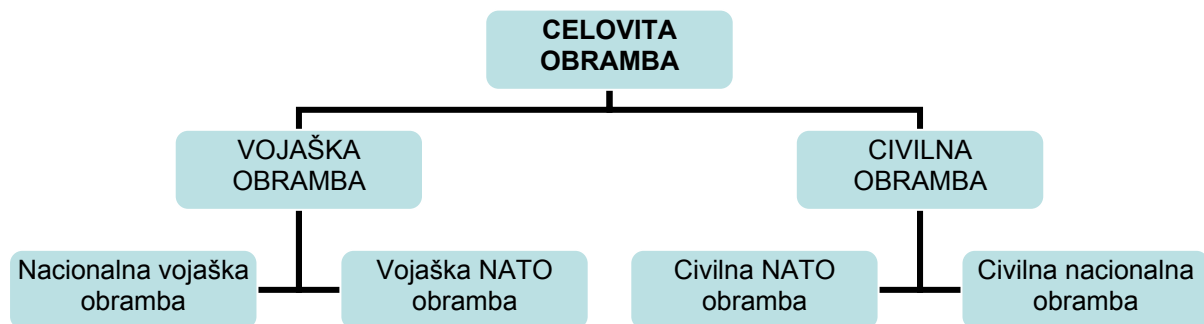 CELOVITA
OBRAMBA
VOJAŠKA
OBRAMBA
CIVILNA
OBRAMBA
Nacionalna vojaška
obramba
Vojaška NATO
obramba
Civilna NATO
obramba
Civilna nacionalna
obramba